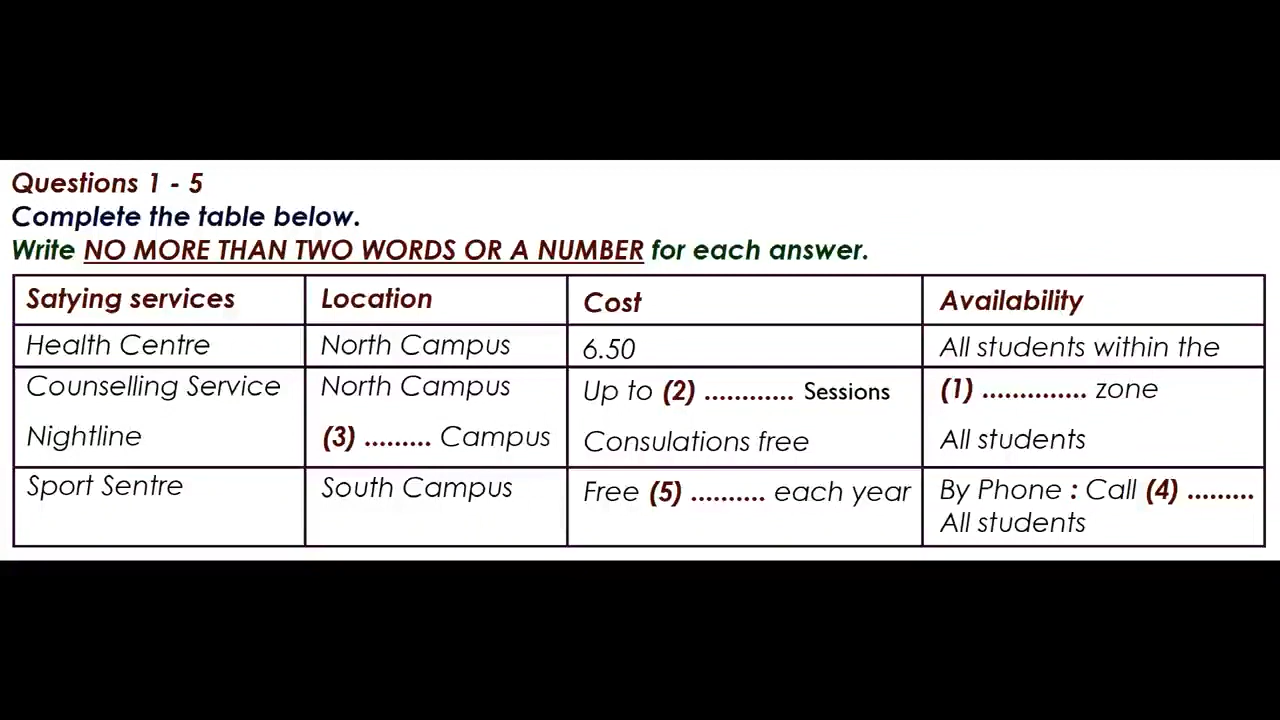 Questions 1 - 5
Complete the table below.
Write NO MORE THAN TWO WORDS OR A NUMBER for each answer.
Satying services Location Cost Availability
Health Centre North Campus 6.50 All students within the
Counselling Service North Campus Up to (2) ............ Sessions (1) .............. zone
Nightline (3) ......... Campus Consulations free All students
Sport Sentre South Campus Free (5) .......... each year By Phone : Call (4) .........
All students